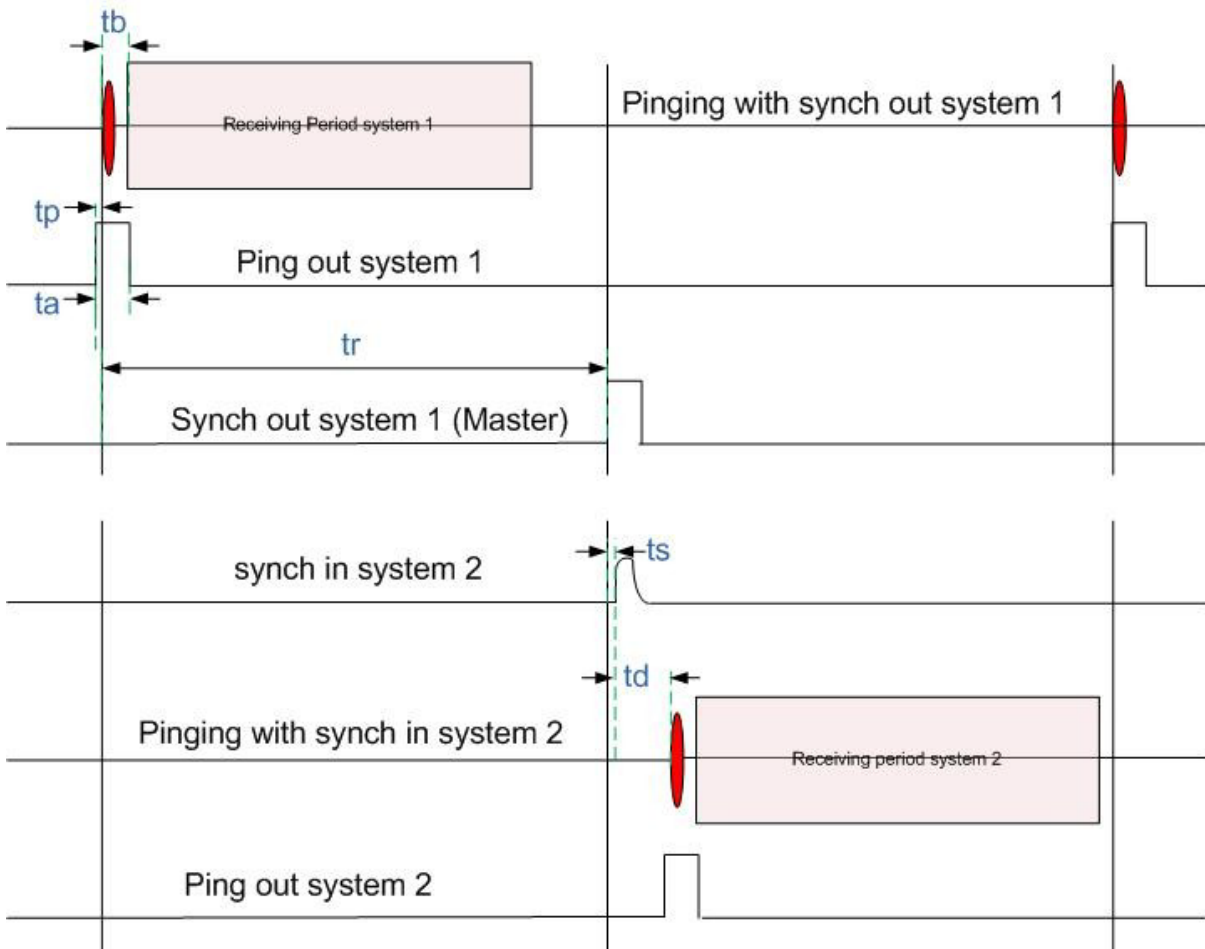 tb
Receiving Period system 1
Pinging with synch out system 1
tp
Ping out system 1
ta
tr
Synch out system 1 (Master)
ts
synch in system 2
td
Pinging with synch in system 2
Receiving period system 2
Ping out system 2